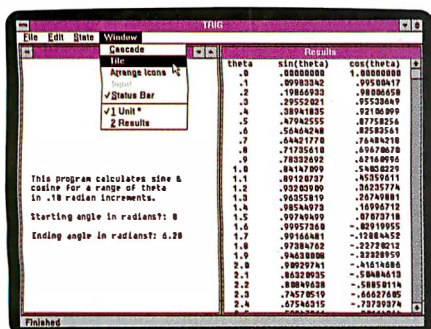 TRIG
File Edit State Window
Cascade
Tile
Arrange Icons
✓Status Bar
✓1 Unit *
2 Results
This program calculates sine &
cosine for a range of theta
in .10 radian increments.
Starting angle in radians?: 0
Ending angle in radians?: 6.28
Results
theta sin(theta) cos(theta)
.0 .00000000 1.00000000
.1 .09983342 .99500417
.2 .19866933 .98006658
.3 .29552021 .95533649
.4 .38941835 .92106099
.5 .47942555 .87758256
.6 .56464248 .82533561
.7 .64421770 .76484218
.8 .71735610 .69670670
.9 .78332692 .62160996
1.0 .84147099 .54030229
1.1 .89120737 .45359611
1.2 .93203909 .36235774
1.3 .96355819 .26749881
1.4 .98544973 .16996712
1.5 .99749499 .07073718
1.6 .99957360 -.02919955
1.7 .99166481 -.12884452
1.8 .97384762 -.22720212
1.9 .94630008 -.32328959
2.0 .90929741 -.41614686
2.1 .86320935 -.50484613
2.2 .80849638 -.58850114
2.3 .74570519 -.66627605
2.4 .67546315 -.73739374
Finished